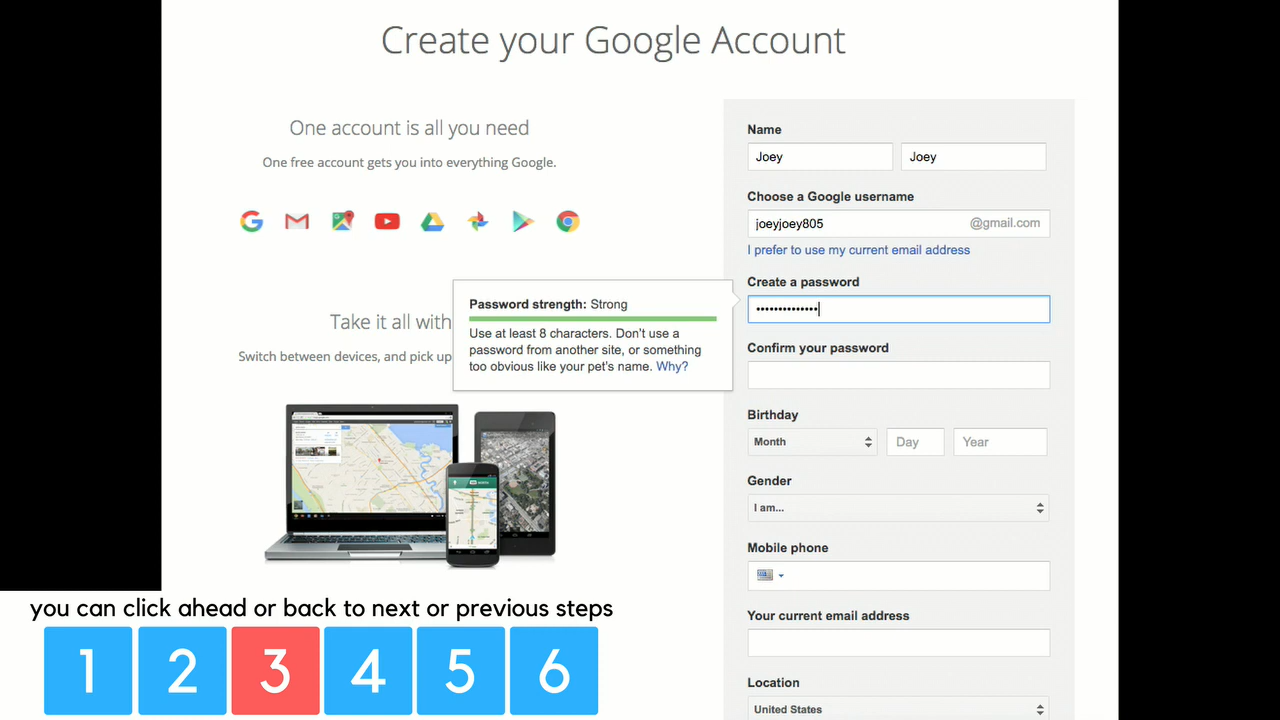 Create your Google Account
One account is all you need
One free account gets you into everything Google.
Take it all with
Switch between devices, and pick up
Password strength: Strong
Use at least 8 characters. Don't use a
password from another site, or something
too obvious like your pet's name. Why?
Name
Joey Joey
Choose a Google username
joeyjoey805 @gmail.com
I prefer to use my current email address
Create a password
••••••••••••••
Confirm your password
Birthday
Month Day Year
Gender
I am...
Mobile phone
Your current email address
Location
United States
you can click ahead or back to next or previous steps
1 2 3 4 5 6